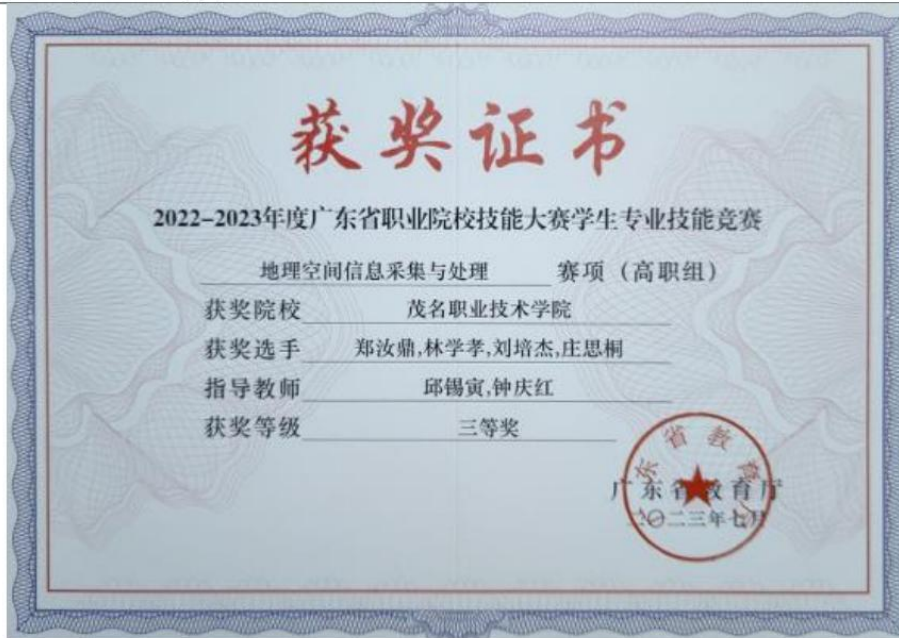 获奖证书
2022-2023年度广东省职业院校技能大赛学生专业技能竞赛
地理空间信息采集与处理 赛项（高职组）
获奖院校 茂名职业技术学院
获奖选手 郑汝鼎,林学孝,刘培杰,庄思桐
指导教师 邱锡寅,钟庆红
获奖等级 三等奖
广东省教育厅
二〇二三年七月